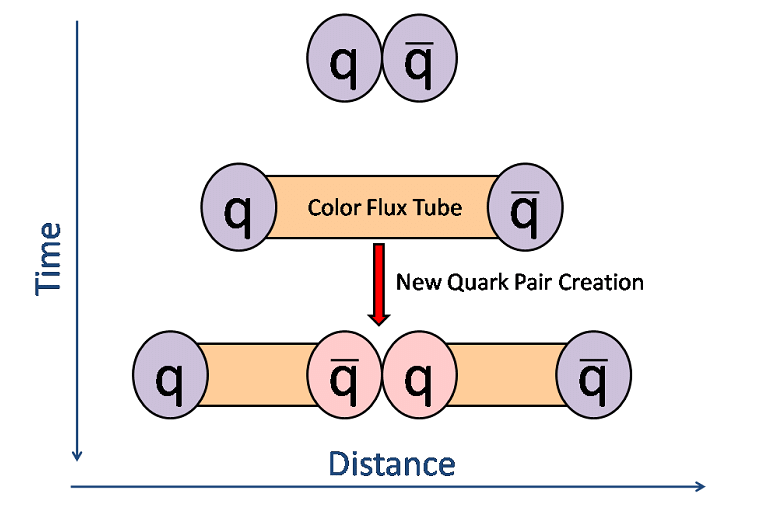 q q̅
q Color Flux Tube q̅
New Quark Pair Creation
q q̅ q q̅
Time
Distance